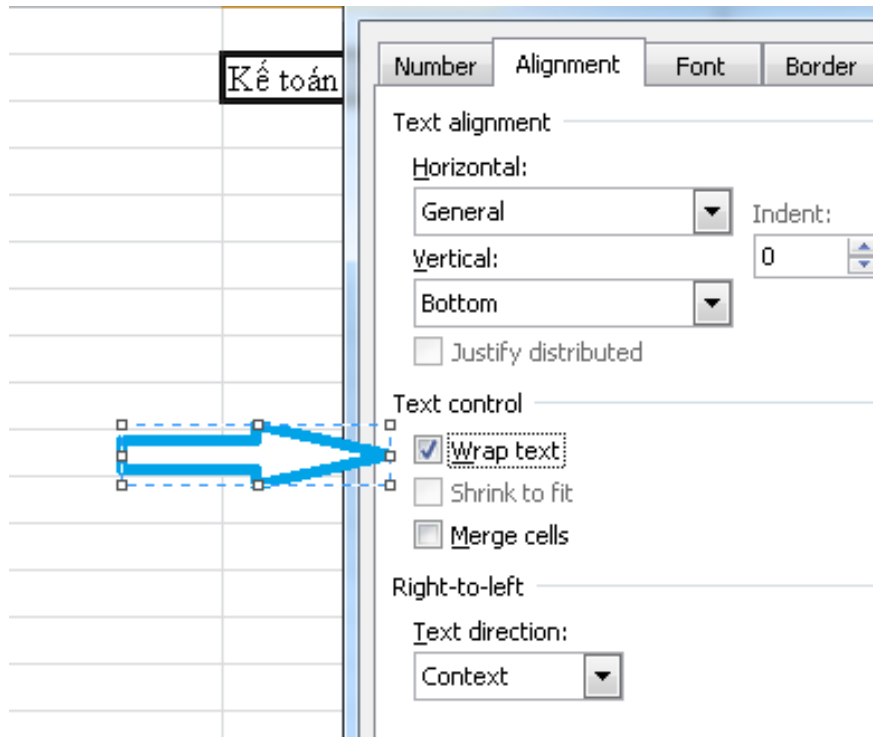 Kế toán
Number Alignment Font Border
Text alignment
Horizontal:
General
Indent:
Vertical:
0
Bottom
Justify distributed
Text control
Wrap text
Shrink to fit
Merge cells
Right-to-left
Text direction:
Context